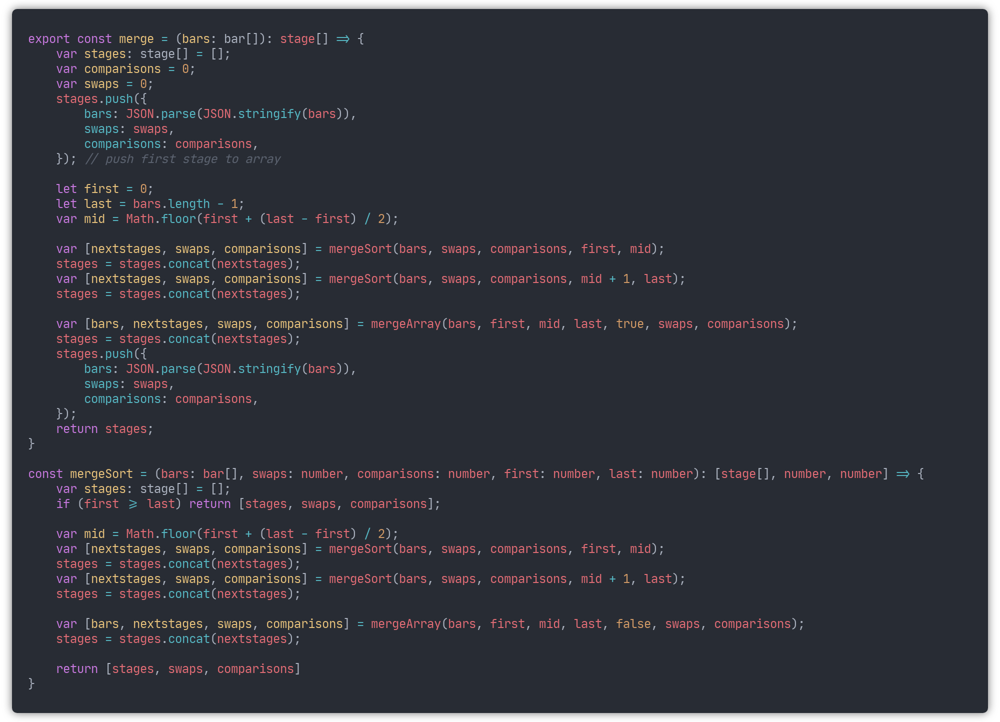 export const merge = (bars: bar[]): stage[] => {
    var stages: stage[] = [];
    var comparisons = 0;
    var swaps = 0;
    stages.push({
        bars: JSON.parse(JSON.stringify(bars)),
        swaps: swaps,
        comparisons: comparisons,
    }); // push first stage to array

    let first = 0;
    let last = bars.length - 1;
    var mid = Math.floor(first + (last - first) / 2);

    var [nextstages, swaps, comparisons] = mergeSort(bars, swaps, comparisons, first, mid);
    stages = stages.concat(nextstages);
    var [nextstages, swaps, comparisons] = mergeSort(bars, swaps, comparisons, mid + 1, last);
    stages = stages.concat(nextstages);

    var [bars, nextstages, swaps, comparisons] = mergeArray(bars, first, mid, last, true, swaps, comparisons);
    stages = stages.concat(nextstages);
    stages.push({
        bars: JSON.parse(JSON.stringify(bars)),
        swaps: swaps,
        comparisons: comparisons,
    });
    return stages;
}

const mergeSort = (bars: bar[], swaps: number, comparisons: number, first: number, last: number): [stage[], number, number] => {
    var stages: stage[] = [];
    if (first >= last) return [stages, swaps, comparisons];

    var mid = Math.floor(first + (last - first) / 2);
    var [nextstages, swaps, comparisons] = mergeSort(bars, swaps, comparisons, first, mid);
    stages = stages.concat(nextstages);
    var [nextstages, swaps, comparisons] = mergeSort(bars, swaps, comparisons, mid + 1, last);
    stages = stages.concat(nextstages);

    var [bars, nextstages, swaps, comparisons] = mergeArray(bars, first, mid, last, false, swaps, comparisons);
    stages = stages.concat(nextstages);

    return [stages, swaps, comparisons]
}